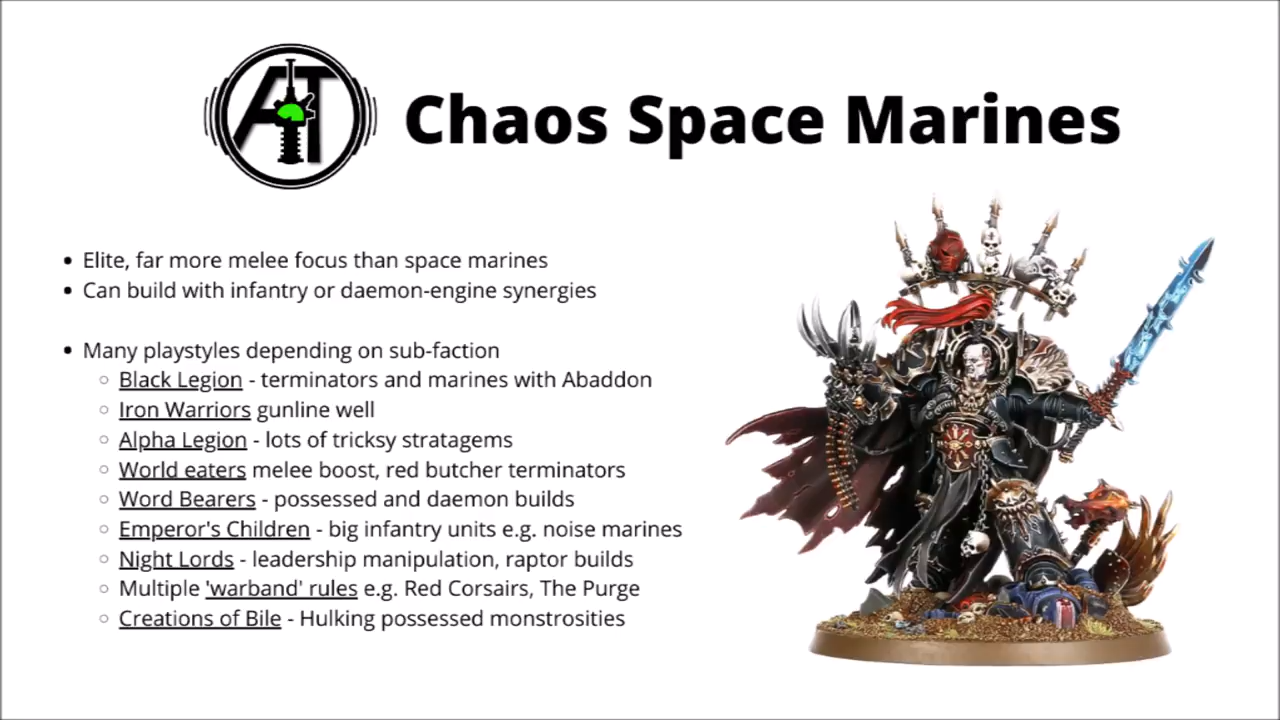 AT
Chaos Space Marines
Elite, far more melee focus than space marines
Can build with infantry or daemon-engine synergies
Many playstyles depending on sub-faction
Black Legion - terminators and marines with Abaddon
Iron Warriors gunline well
Alpha Legion - lots of tricksy stratagems
World eaters melee boost, red butcher terminators
Word Bearers - possessed and daemon builds
Emperor's Children - big infantry units e.g. noise marines
Night Lords - leadership manipulation, raptor builds
Multiple 'warband' rules e.g. Red Corsairs, The Purge
Creations of Bile - Hulking possessed monstrosities